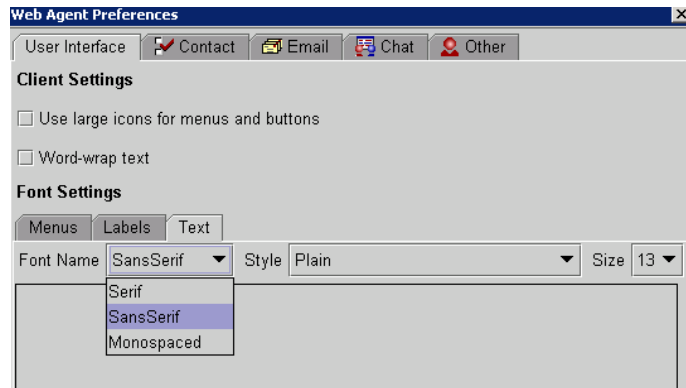 Web Agent Preferences
User Interface Contact Email Chat Other
Client Settings
Use large icons for menus and buttons
Word-wrap text
Font Settings
Menus Labels Text
Font Name SansSerif Style Plain Size 13
Serif
SansSerif
Monospaced